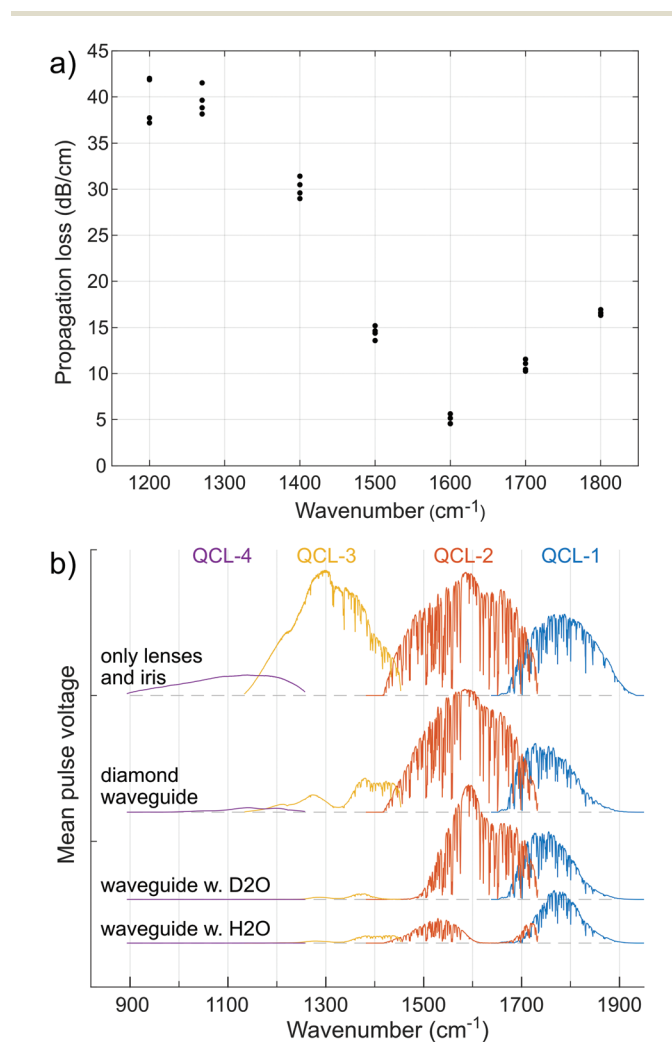 a)
45
40
35
30
25
20
15
10
5
0
Propagation loss (dB/cm)
1200 1300 1400 1500 1600 1700 1800
Wavenumber (cm-1)
b)
QCL-4 QCL-3 QCL-2 QCL-1
only lenses
and iris
diamond
waveguide
waveguide w. D2O
waveguide w. H2O
Mean pulse voltage
900 1100 1300 1500 1700 1900
Wavenumber (cm-1)